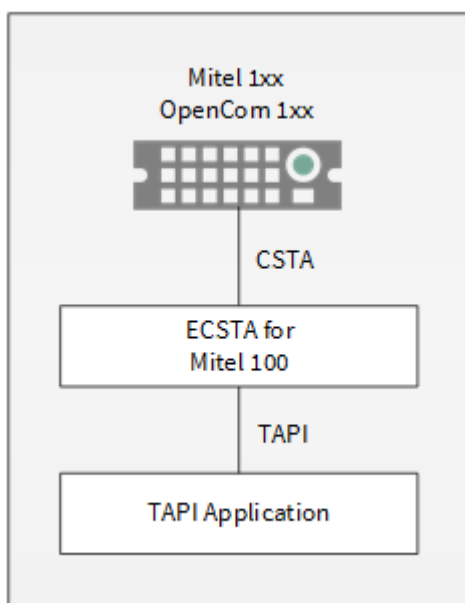 Mitel 1xx
OpenCom 1xx
CSTA
ECSTA for
Mitel 100
TAPI
TAPI Application